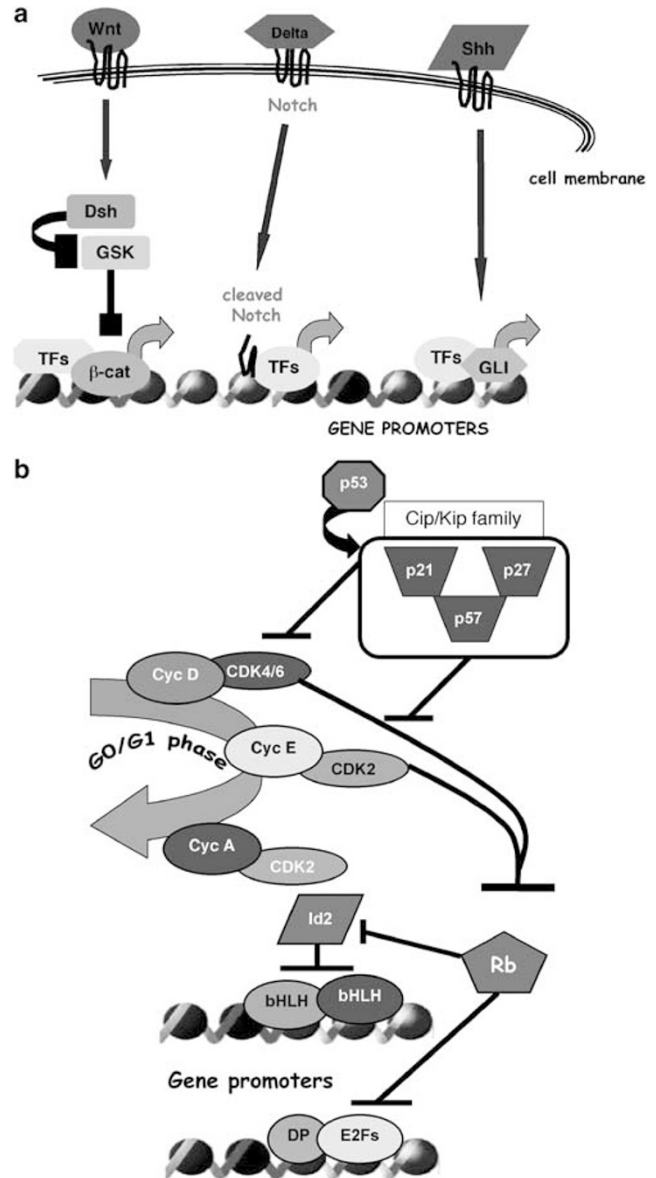 a
Wnt
Delta
Shh
Notch
cell membrane
Dsh
GSK
cleaved
Notch
TFs
β-cat
TFs
TFs
GLI
GENE PROMOTERS
b
p53
Cip/Kip family
p21
p27
p57
Cyc D
CDK4/6
GO/G1 phase
Cyc E
CDK2
Cyc A
CDK2
Id2
Rb
bHLH
bHLH
Gene promoters
DP
E2Fs